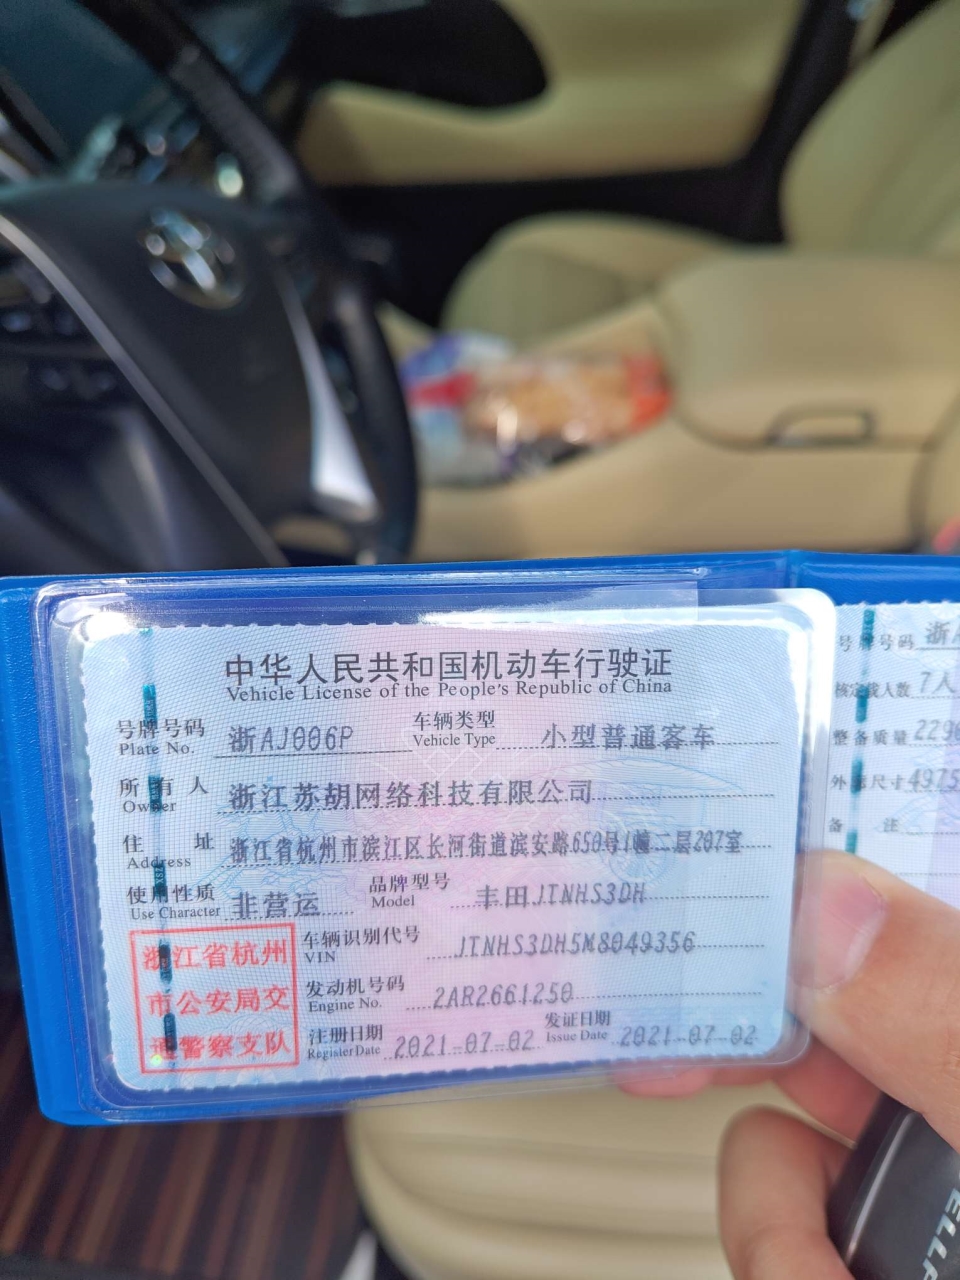 中华人民共和国机动车行驶证
Vehicle License of the People's Republic of China
号牌号码 浙AJ006P 车辆类型 小型普通客车
Plate No. Vehicle Type
所有人 浙江苏胡网络科技有限公司
Owner
住址 浙江省杭州市滨江区长河街道滨安路650号1幢二层207室
Address
使用性质 非营运 品牌型号 丰田JTNHS3DH
Use Character Model
车辆识别代号 JTNHS3DH5M8049356
VIN
发动机号码 2AR2661250
Engine No.
注册日期 2021-07-02 发证日期 2021-07-02
Register Date Issue Date
浙江省杭州
市公安局交
通警察支队
号牌号码 浙A
核定载人数 7人
整备质量 229
外廓尺寸 4975
备注